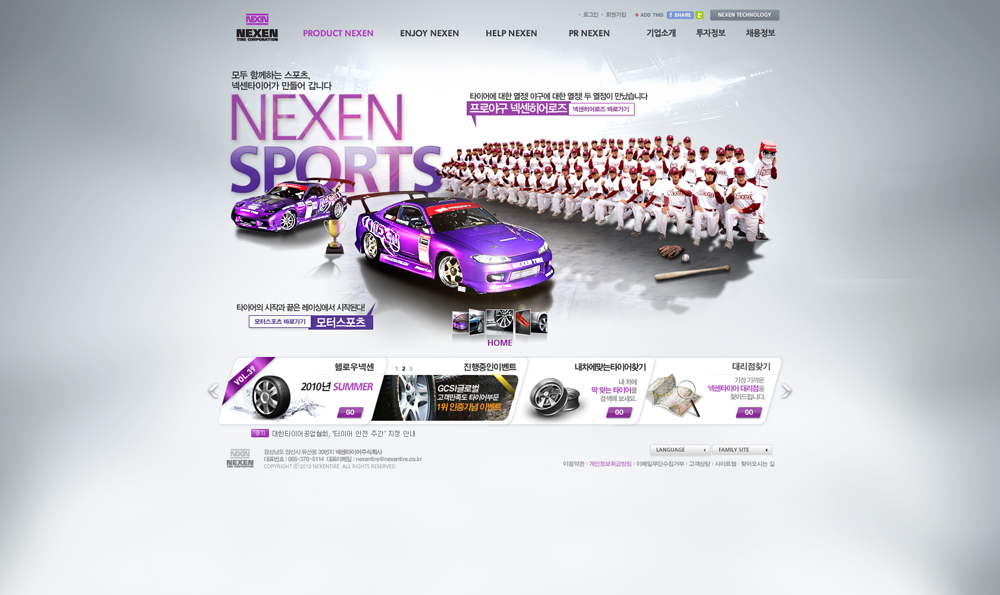 로그인 · 회원가입
ADD THIS
SHARE
NEXEN TECHNOLOGY
NEXEN
NEXEN
TIRE CORPORATION
PRODUCT NEXEN
ENJOY NEXEN
HELP NEXEN
PR NEXEN
기업소개
투자정보
채용정보
모두 함께하는 스포츠,
넥센타이어가 만들어 갑니다
NEXEN
SPORTS
타이어에 대한 열정! 야구에 대한 열정! 두 열정이 만났습니다
프로야구 넥센히어로즈
넥센히어로즈 바로가기
NEXEN TIRE
타이어의 시작과 끝은 레이싱에서 시작된다!
모터스포츠 바로가기
모터스포츠
HOME
VOL.39
헬로우넥센
2010년 SUMMER
GO
1 2 3
진행중인이벤트
GCSI글로벌
고객만족도 타이어부문
1위 인증기념 이벤트
내차에맞는타이어찾기
내 차에
딱 맞는 타이어를
검색해 보세요.
GO
대리점찾기
가장 가까운
넥센타이어 대리점을
찾아드립니다.
GO
공지
대한타이어공업협회, "타이어 안전 주간" 지정 안내
NEXEN
NEXEN
경상남도 양산시 유산동 30번지 넥센타이어주식회사
대표번호 : 055-370-5114 대표이메일 : nexentire@nexentire.co.kr
COPYRIGHT ⓒ 2010 NEXENTIRE. ALL RIGHTS RESERVED.
LANGUAGE
FAMILY SITE
이용약관 · 개인정보취급방침 · 이메일무단수집거부 · 고객상담 · 사이트맵 · 찾아오시는 길